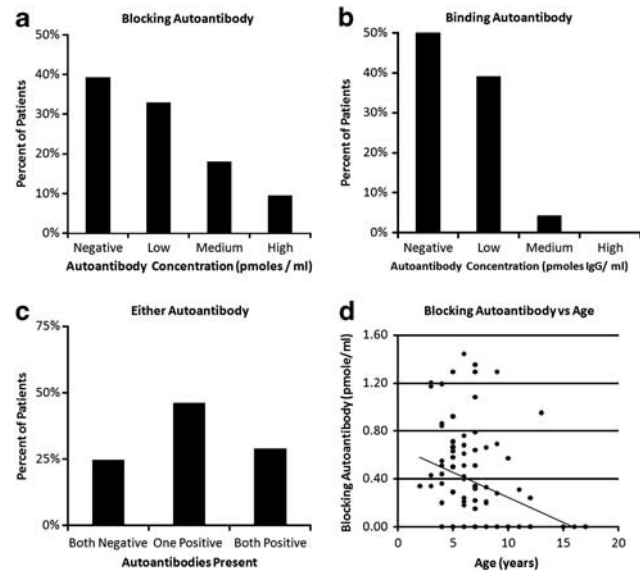 a
Blocking Autoantibody
50%
40%
30%
20%
10%
0%
Percent of Patients
Negative Low Medium High
Autoantibody Concentration (pmoles / ml)
b
Binding Autoantibody
50%
40%
30%
20%
10%
0%
Percent of Patients
Negative Low Medium High
Autoantibody Concentration (pmoles IgG/ ml)
c
Either Autoantibody
75%
50%
25%
0%
Percent of Patients
Both Negative One Positive Both Positive
Autoantibodies Present
d
Blocking Autoantibody vs Age
1.60
1.20
0.80
0.40
0.00
Blocking Autoantibody (pmole/ml)
0 5 10 15 20
Age (years)